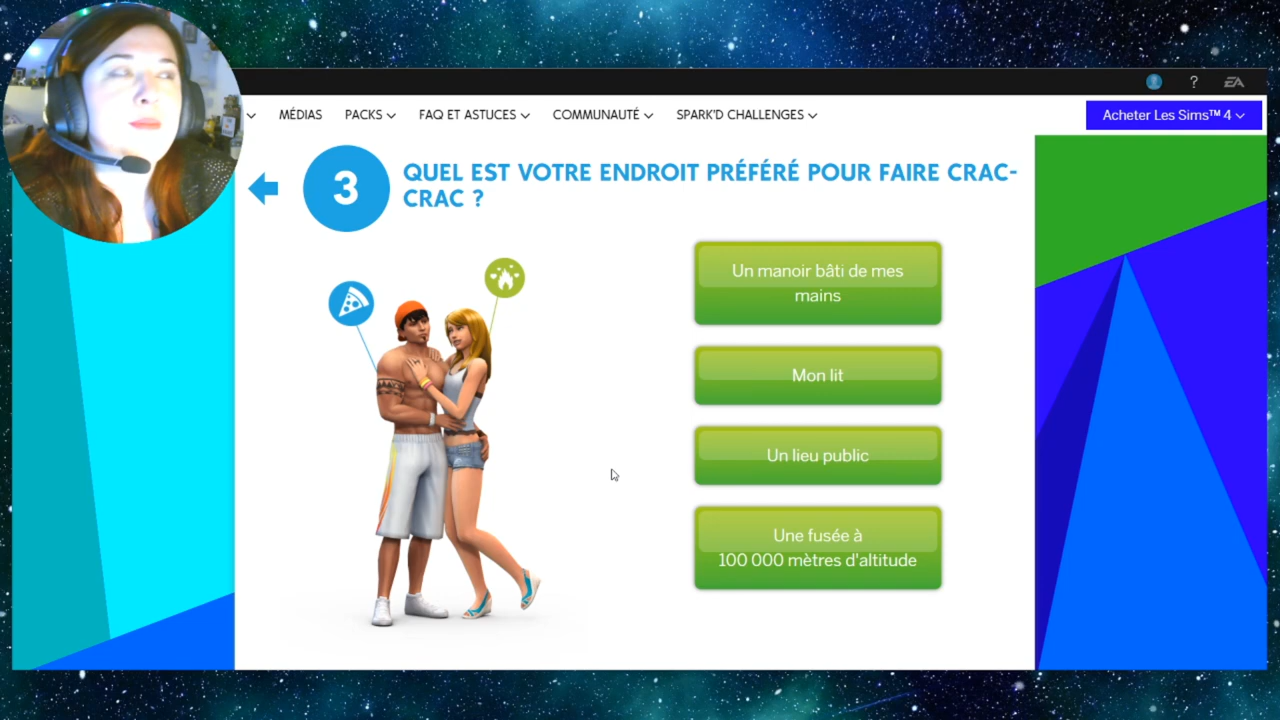 ? EA
MÉDIAS PACKS FAQ ET ASTUCES COMMUNAUTÉ SPARK'D CHALLENGES Acheter Les Sims™ 4
3
QUEL EST VOTRE ENDROIT PRÉFÉRÉ POUR FAIRE CRAC-
CRAC ?
Un manoir bâti de mes
mains
Mon lit
Un lieu public
Une fusée à
100 000 mètres d'altitude